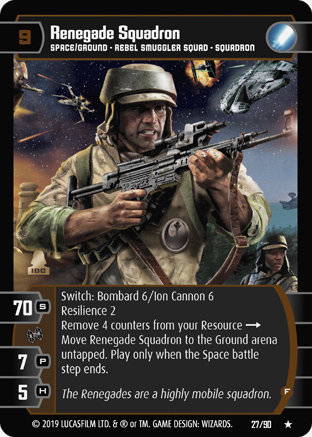 9
Renegade Squadron
SPACE/GROUND - REBEL SMUGGLER SQUAD - SQUADRON
IDC
70 S
7 P
5 H
Switch: Bombard 6/Ion Cannon 6
Resilience 2
Remove 4 counters from your Resource →
Move Renegade Squadron to the Ground arena
untapped. Play only when the Space battle
step ends.
The Renegades are a highly mobile squadron.
F
© 2019 LUCASFILM LTD. & ® or TM. GAME DESIGN: WIZARDS. 27/90 ★